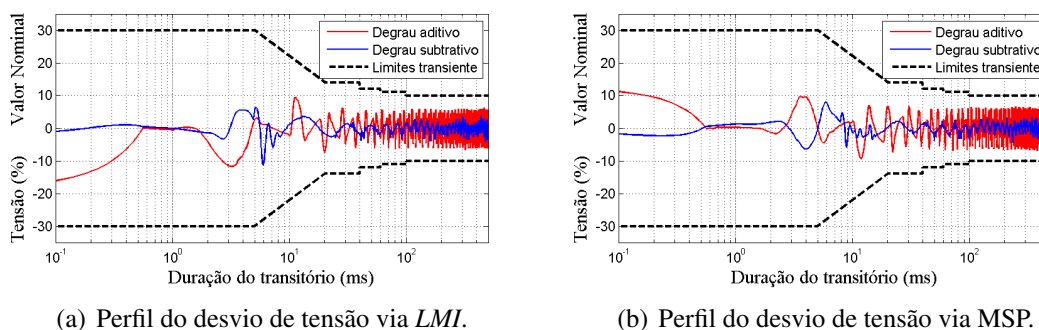 Tensão (%) Valor Nominal
30
20
10
0
-10
-20
-30
Degrau aditivo
Degrau subtrativo
Limites transiente
10^-1
10^0
10^1
10^2
Duração do transitório (ms)
(a) Perfil do desvio de tensão via LMI.
Tensão (%) Valor Nominal
30
20
10
0
-10
-20
-30
Degrau aditivo
Degrau subtrativo
Limites transiente
10^-1
10^0
10^1
10^2
Duração do transitório (ms)
(b) Perfil do desvio de tensão via MSP.